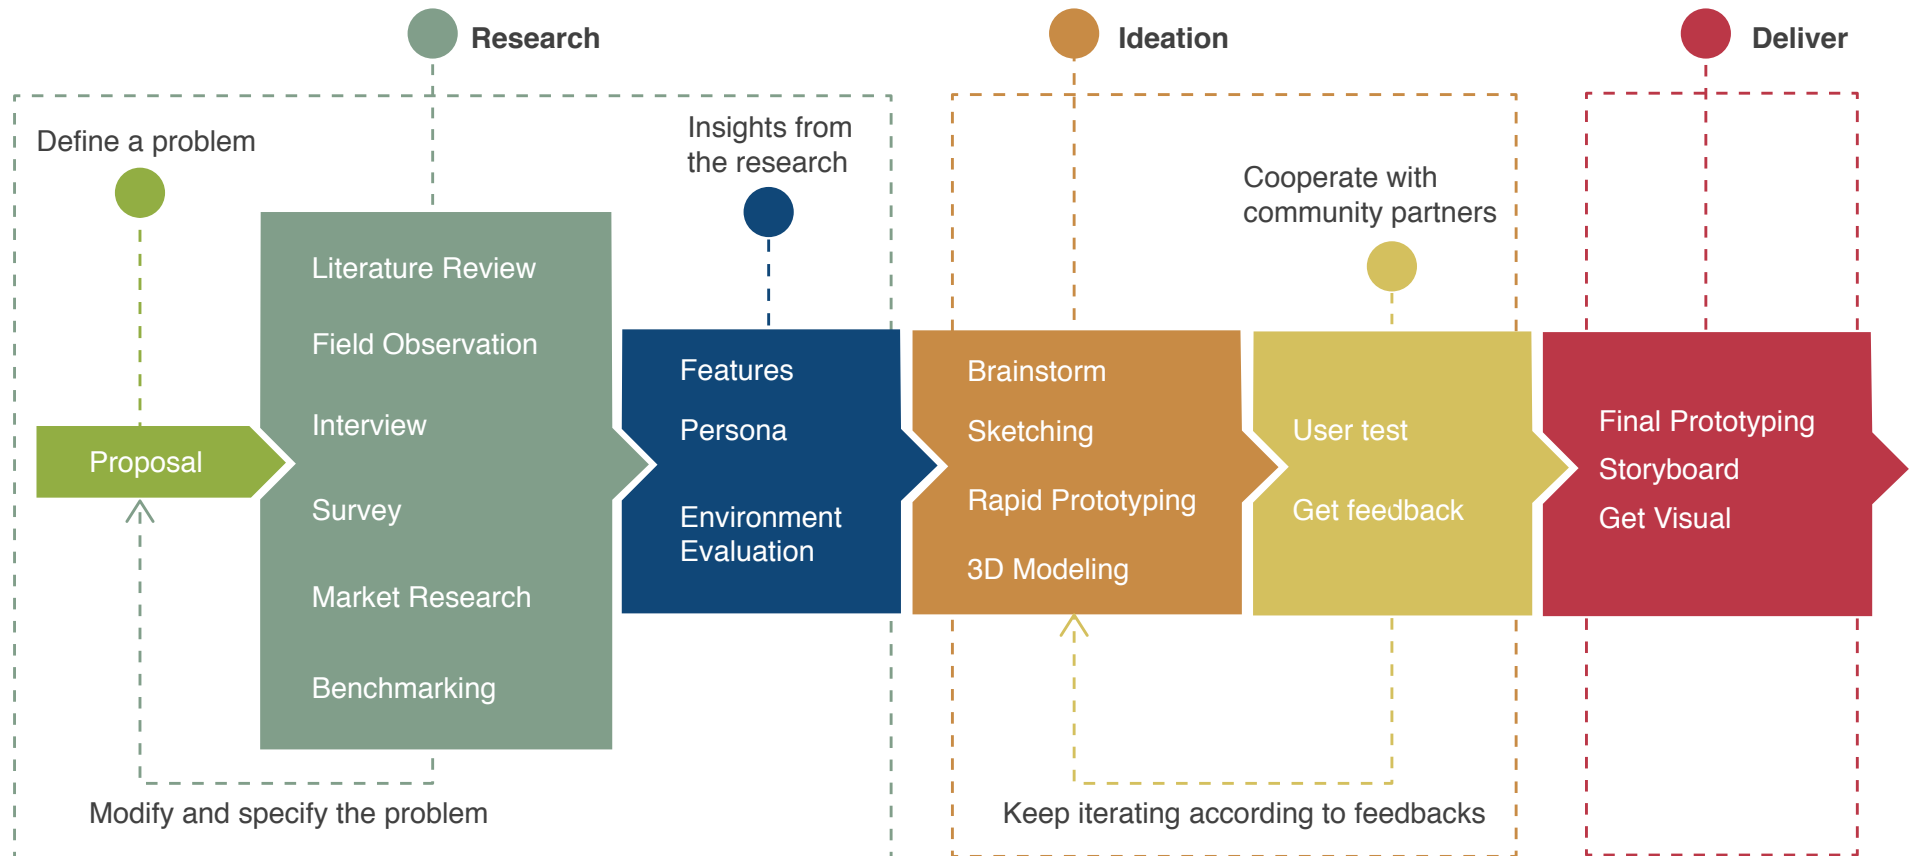 Research
Ideation
Deliver
Define a problem
Insights from
the research
Cooperate with
community partners
Proposal
Literature Review
Field Observation
Interview
Survey
Market Research
Benchmarking
Features
Persona
Environment
Evaluation
Brainstorm
Sketching
Rapid Prototyping
3D Modeling
User test
Get feedback
Final Prototyping
Storyboard
Get Visual
Modify and specify the problem
Keep iterating according to feedbacks